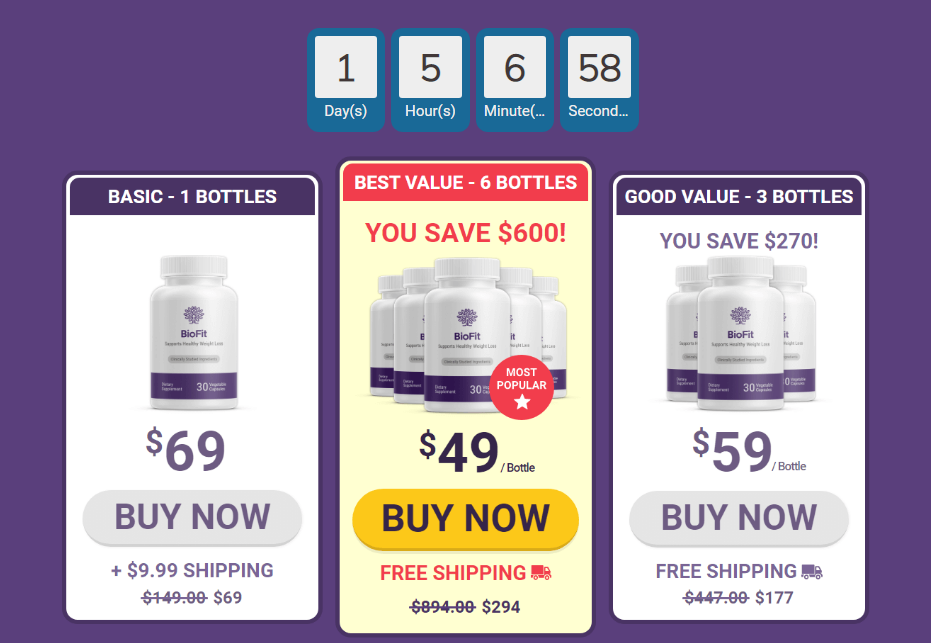 1
5
6
58
Day(s)
Hour(s)
Minute(...
Second...
BASIC - 1 BOTTLES
BioFit
Supports Healthy Weight Loss
Clinically Studied Ingredients
Dietary
Supplement
30 Vegetable
Capsules
$69
BUY NOW
+ $9.99 SHIPPING
$149.00 $69
BEST VALUE - 6 BOTTLES
YOU SAVE $600!
BioFit
Supports Healthy Weight Loss
Clinically Studied Ingredients
Dietary
Supplement
30
MOST
POPULAR
$49 / Bottle
BUY NOW
FREE SHIPPING
$894.00 $294
GOOD VALUE - 3 BOTTLES
YOU SAVE $270!
BioFit
Supports Healthy Weight Loss
Clinically Studied Ingredients
Dietary
Supplement
30 Vegetable
Capsules
$59 / Bottle
BUY NOW
FREE SHIPPING
$447.00 $177